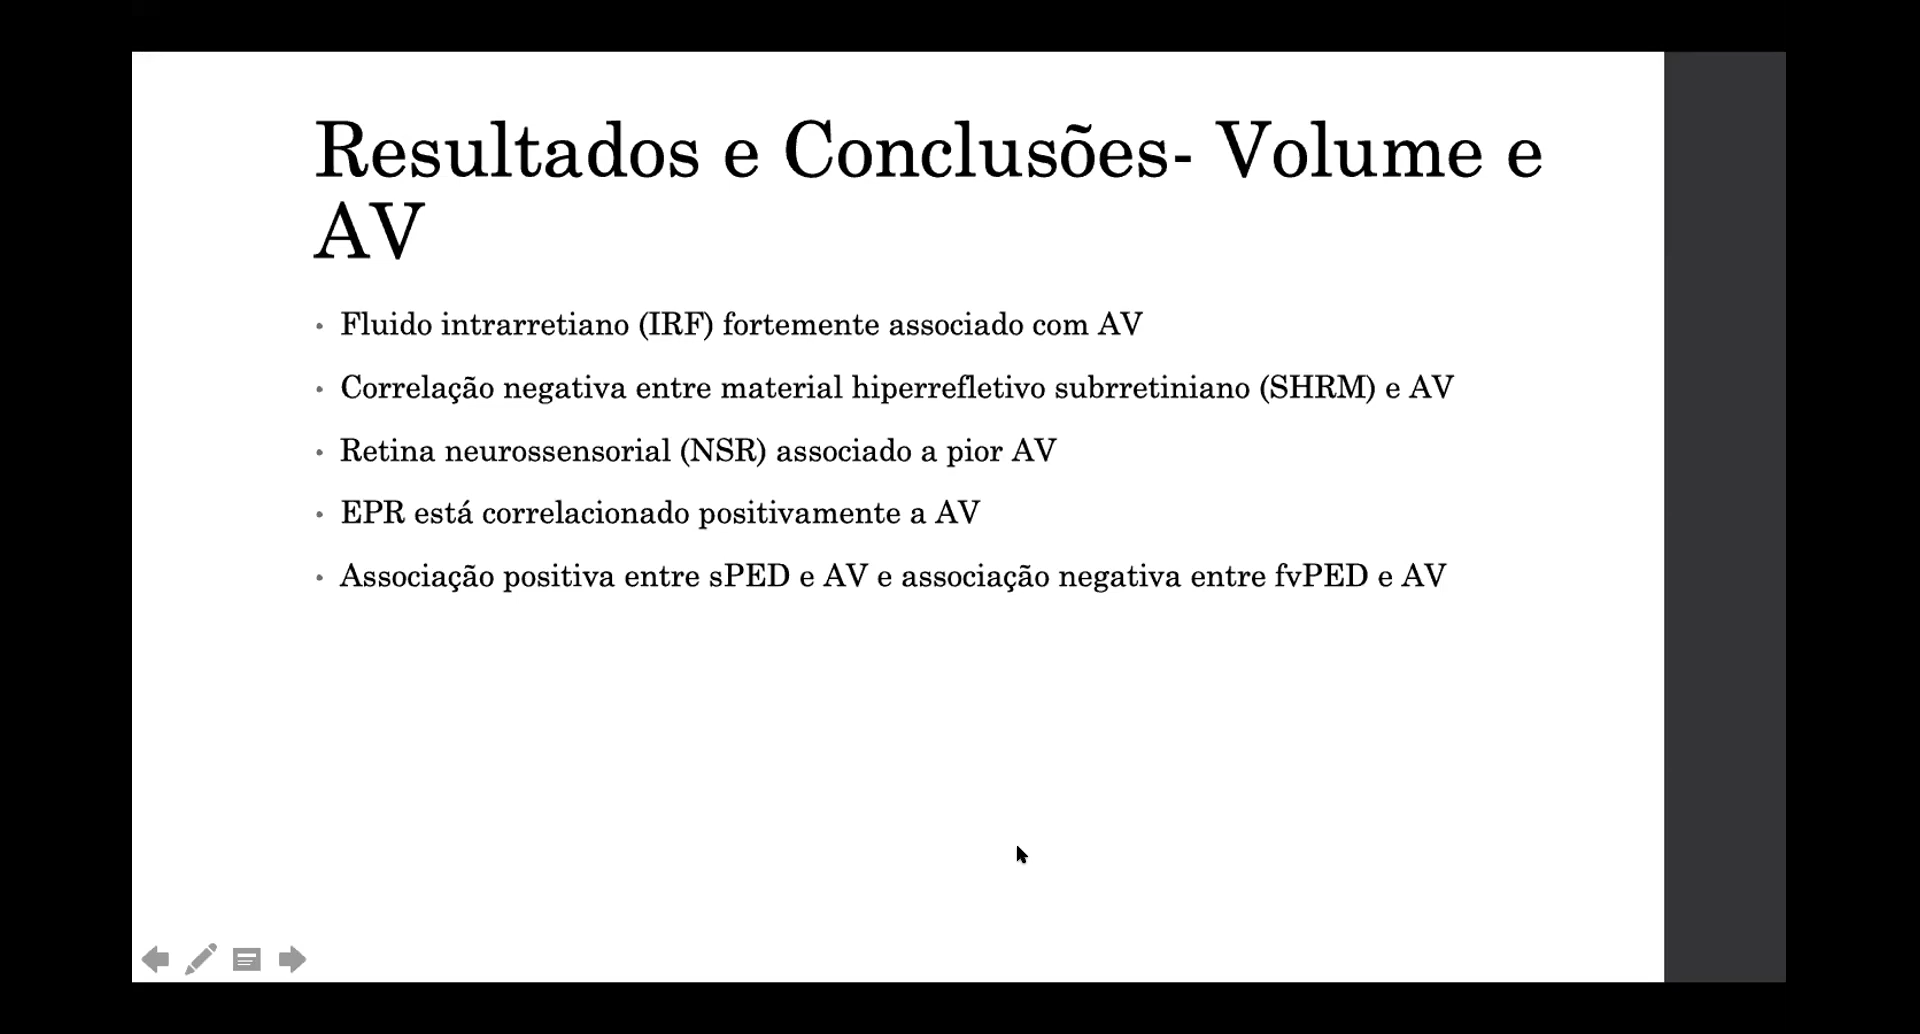 Resultados e Conclusões- Volume e
AV
• Fluido intrarretiano (IRF) fortemente associado com AV
• Correlação negativa entre material hiperrefletivo subrretiniano (SHRM) e AV
• Retina neurossensorial (NSR) associado a pior AV
• EPR está correlacionado positivamente a AV
• Associação positiva entre sPED e AV e associação negativa entre fvPED e AV